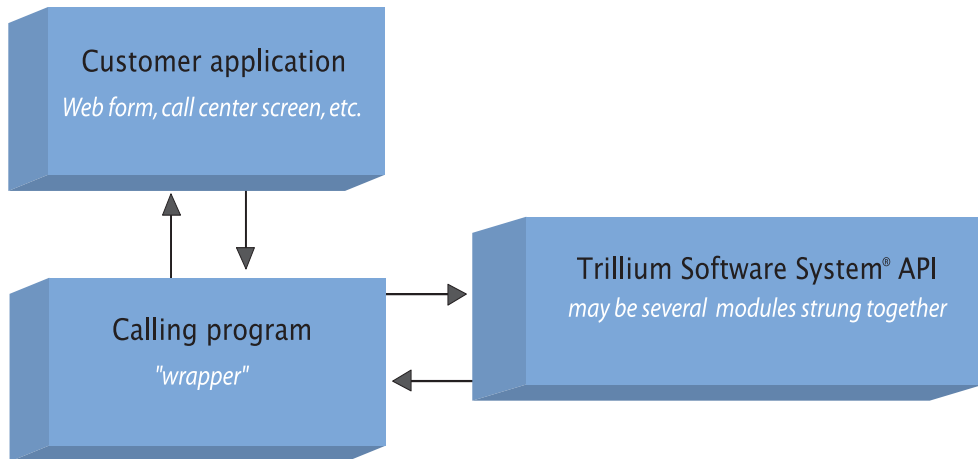 Customer application
Web form, call center screen, etc.
Trillium Software System® API
may be several modules strung together
Calling program
"wrapper"